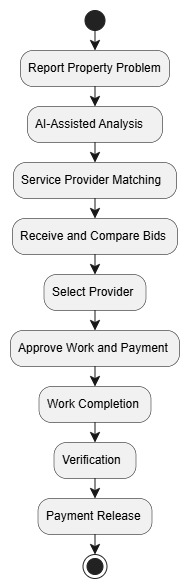 Report Property Problem
AI-Assisted Analysis
Service Provider Matching
Receive and Compare Bids
Select Provider
Approve Work and Payment
Work Completion
Verification
Payment Release